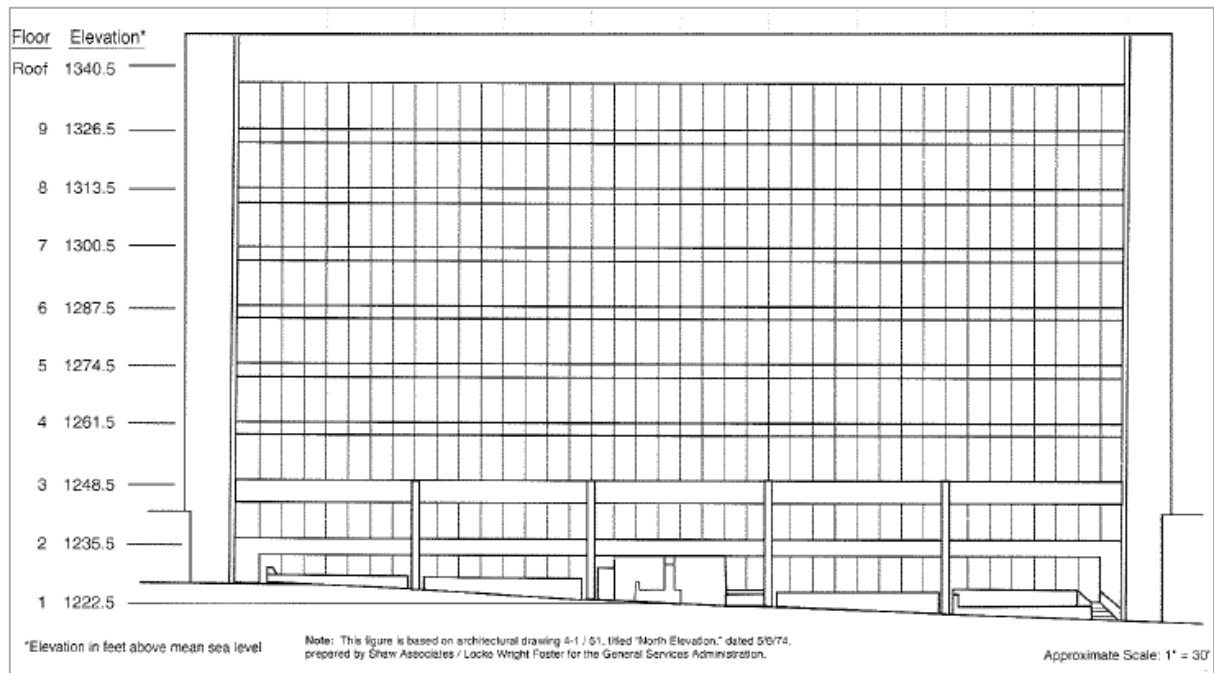 Floor Elevation*
Roof 1340.5
9 1326.5
8 1313.5
7 1300.5
6 1287.5
5 1274.5
4 1261.5
3 1248.5
2 1235.5
1 1222.5
*Elevation in feet above mean sea level
Note: This figure is based on architectural drawing 4-1 / 61, titled "North Elevation," dated 5/6/74,
prepared by Shaw Associates / Locke Wright Foster for the General Services Administration.
Approximate Scale: 1" = 30'